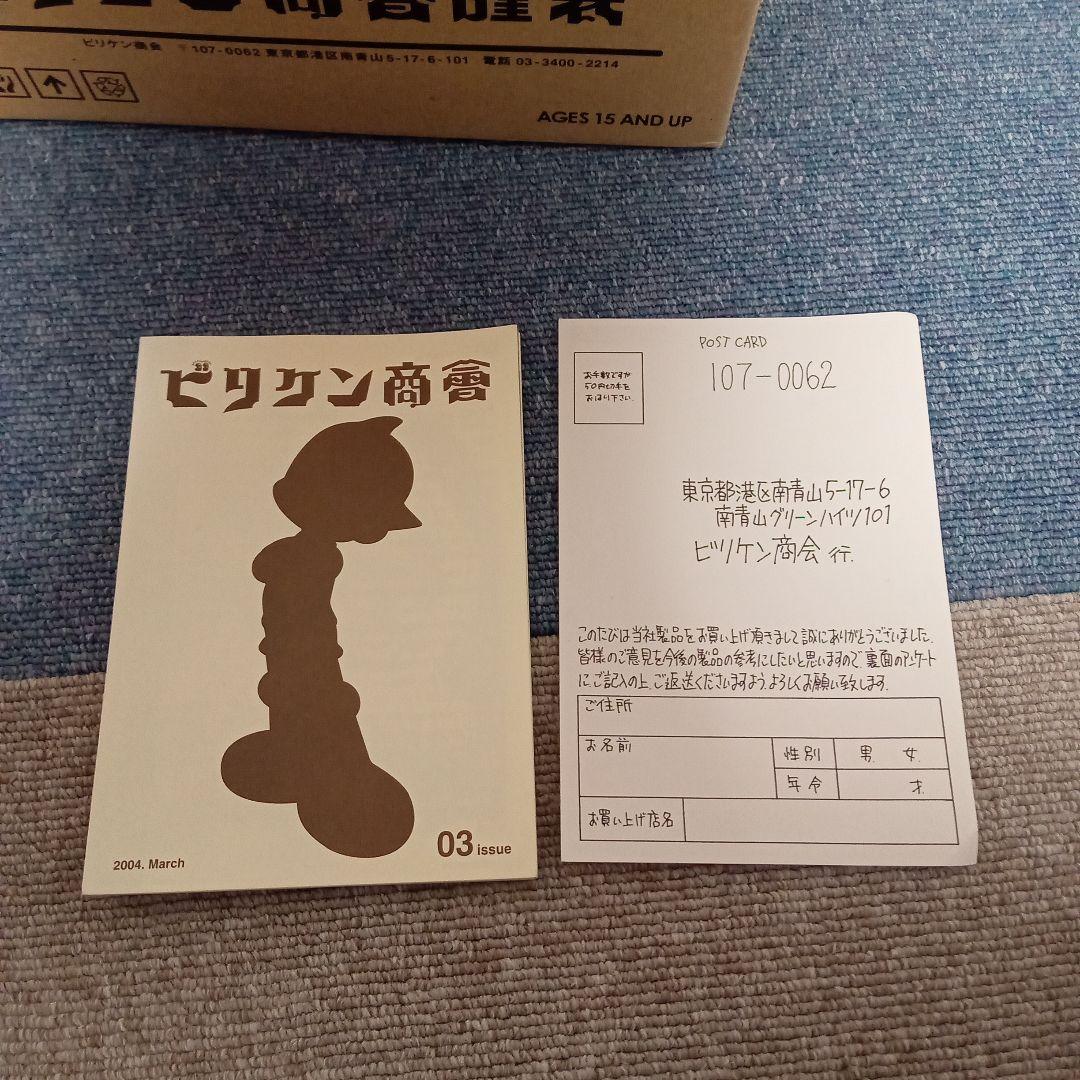 ビリケン商會謹製
ビリケン商会 〒107-0062 東京都港区南青山5-17-6-101 電話 03-3400-2214
AGES 15 AND UP
ビリケン商會
03 issue
2004. March
POST CARD
お手数ですが
50円切手を
おはり下さい.
107-0062
東京都港区南青山5-17-6
南青山グリーンハイツ101
ビリケン商会 行.
このたびは当社製品をお買い上げ頂きまして誠にありがとうございました.
皆様のご意見を今後の製品の参考にしたいと思いますので裏面のアンケート
に.ご記入の上、ご返送くださいますよう.よろしくお願い致します.
ご住所
お名前
性別 男. 女.
年令 才.
お買い上げ店名